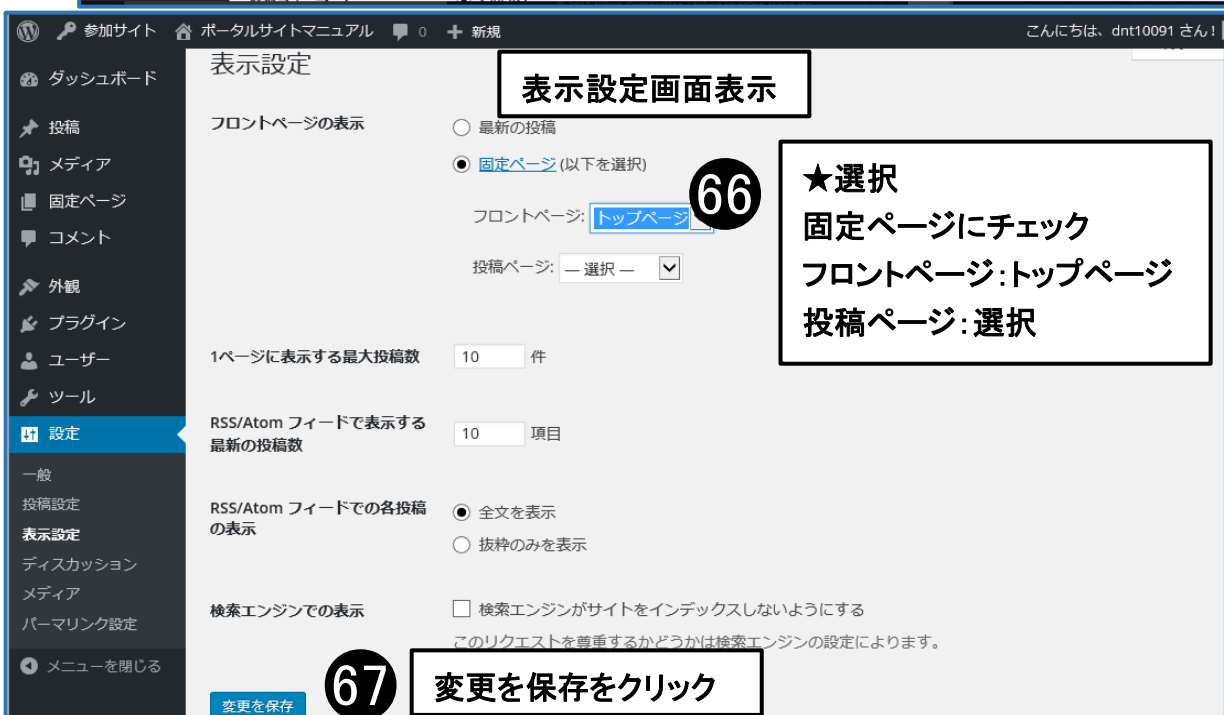 参加サイト ポータルサイトマニュアル 0 新規 こんにちは、dnt10091 さん!
ダッシュボード
投稿
メディア
固定ページ
コメント
外観
プラグイン
ユーザー
ツール
設定
一般
投稿設定
表示設定
ディスカッション
メディア
パーマリンク設定
メニューを閉じる
表示設定
表示設定画面表示
フロントページの表示
最新の投稿
固定ページ (以下を選択)
フロントページ: トップページ
投稿ページ: — 選択 —
66
★選択
固定ページにチェック
フロントページ:トップページ
投稿ページ:選択
1ページに表示する最大投稿数 10 件
RSS/Atom フィードで表示する
最新の投稿数
10 項目
RSS/Atom フィードでの各投稿
の表示
全文を表示
抜粋のみを表示
検索エンジンでの表示
検索エンジンがサイトをインデックスしないようにする
このリクエストを尊重するかどうかは検索エンジンの設定によります。
変更を保存
67
変更を保存をクリック